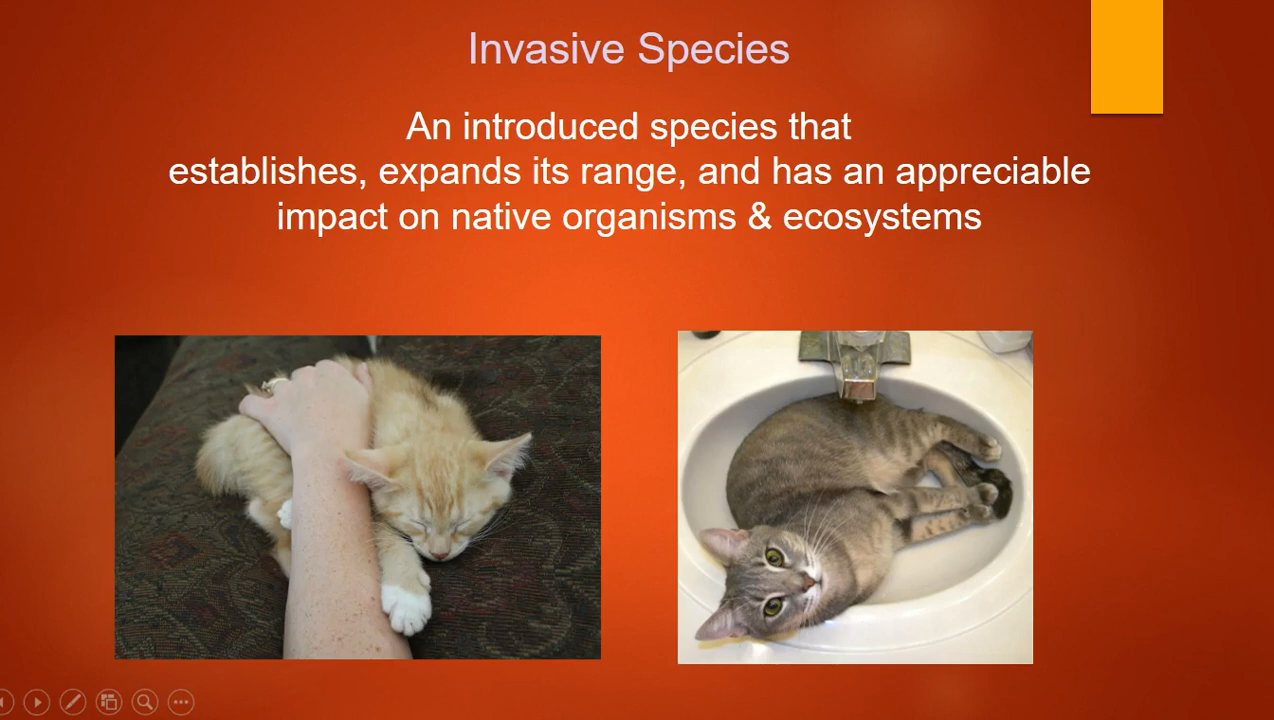 Invasive Species
An introduced species that
establishes, expands its range, and has an appreciable
impact on native organisms & ecosystems